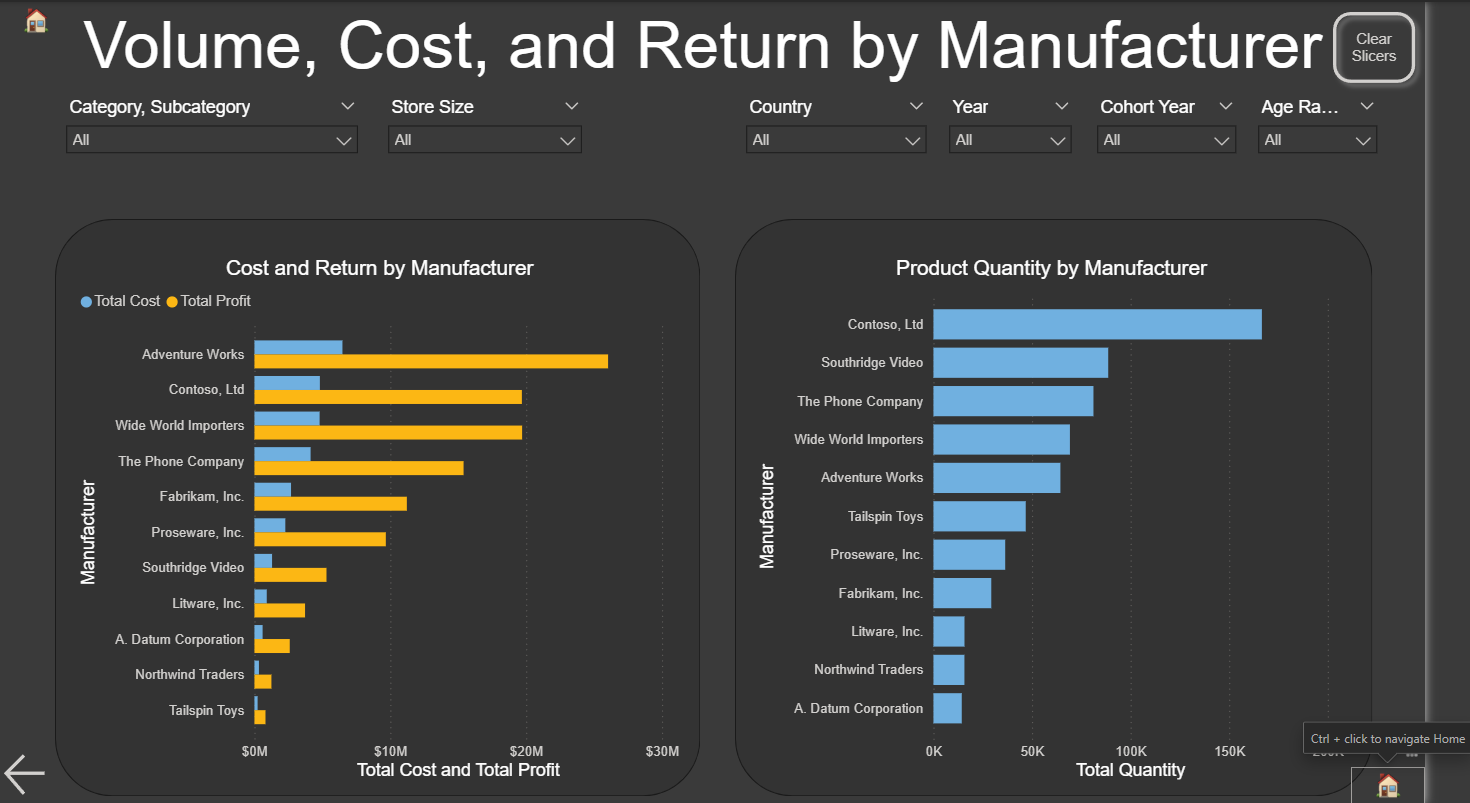 Volume, Cost, and Return by Manufacturer
Clear
Slicers
Category, Subcategory
Store Size
Country
Year
Cohort Year
Age Ra...
All
All
All
All
All
All
Cost and Return by Manufacturer
Total Cost
Total Profit
Manufacturer
Adventure Works
Contoso, Ltd
Wide World Importers
The Phone Company
Fabrikam, Inc.
Proseware, Inc.
Southridge Video
Litware, Inc.
A. Datum Corporation
Northwind Traders
Tailspin Toys
$0M
$10M
$20M
$30M
Total Cost and Total Profit
Product Quantity by Manufacturer
Manufacturer
Contoso, Ltd
Southridge Video
The Phone Company
Wide World Importers
Adventure Works
Tailspin Toys
Proseware, Inc.
Fabrikam, Inc.
Litware, Inc.
Northwind Traders
A. Datum Corporation
0K
50K
100K
150K
Total Quantity
Ctrl + click to navigate Home